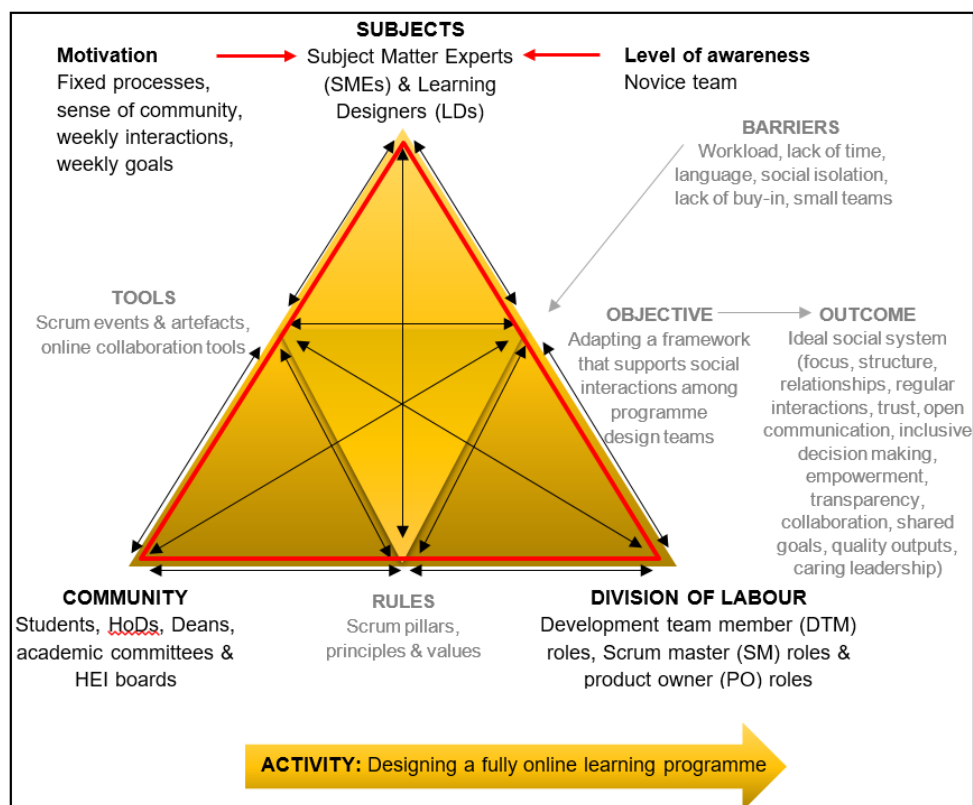 SUBJECTS
Subject Matter Experts
(SMEs) & Learning
Designers (LDs)
Motivation
Fixed processes,
sense of community,
weekly interactions,
weekly goals
Level of awareness
Novice team
BARRIERS
Workload, lack of time,
language, social isolation,
lack of buy-in, small teams
TOOLS
Scrum events & artefacts,
online collaboration tools
OBJECTIVE
Adapting a framework
that supports social
interactions among
programme
design teams
OUTCOME
Ideal social system
(focus, structure,
relationships, regular
interactions, trust, open
communication, inclusive
decision making,
empowerment,
transparency,
collaboration, shared
goals, quality outputs,
caring leadership)
COMMUNITY
Students, HoDs, Deans,
academic committees &
HEI boards
RULES
Scrum pillars,
principles & values
DIVISION OF LABOUR
Development team member (DTM)
roles, Scrum master (SM) roles &
product owner (PO) roles
ACTIVITY: Designing a fully online learning programme